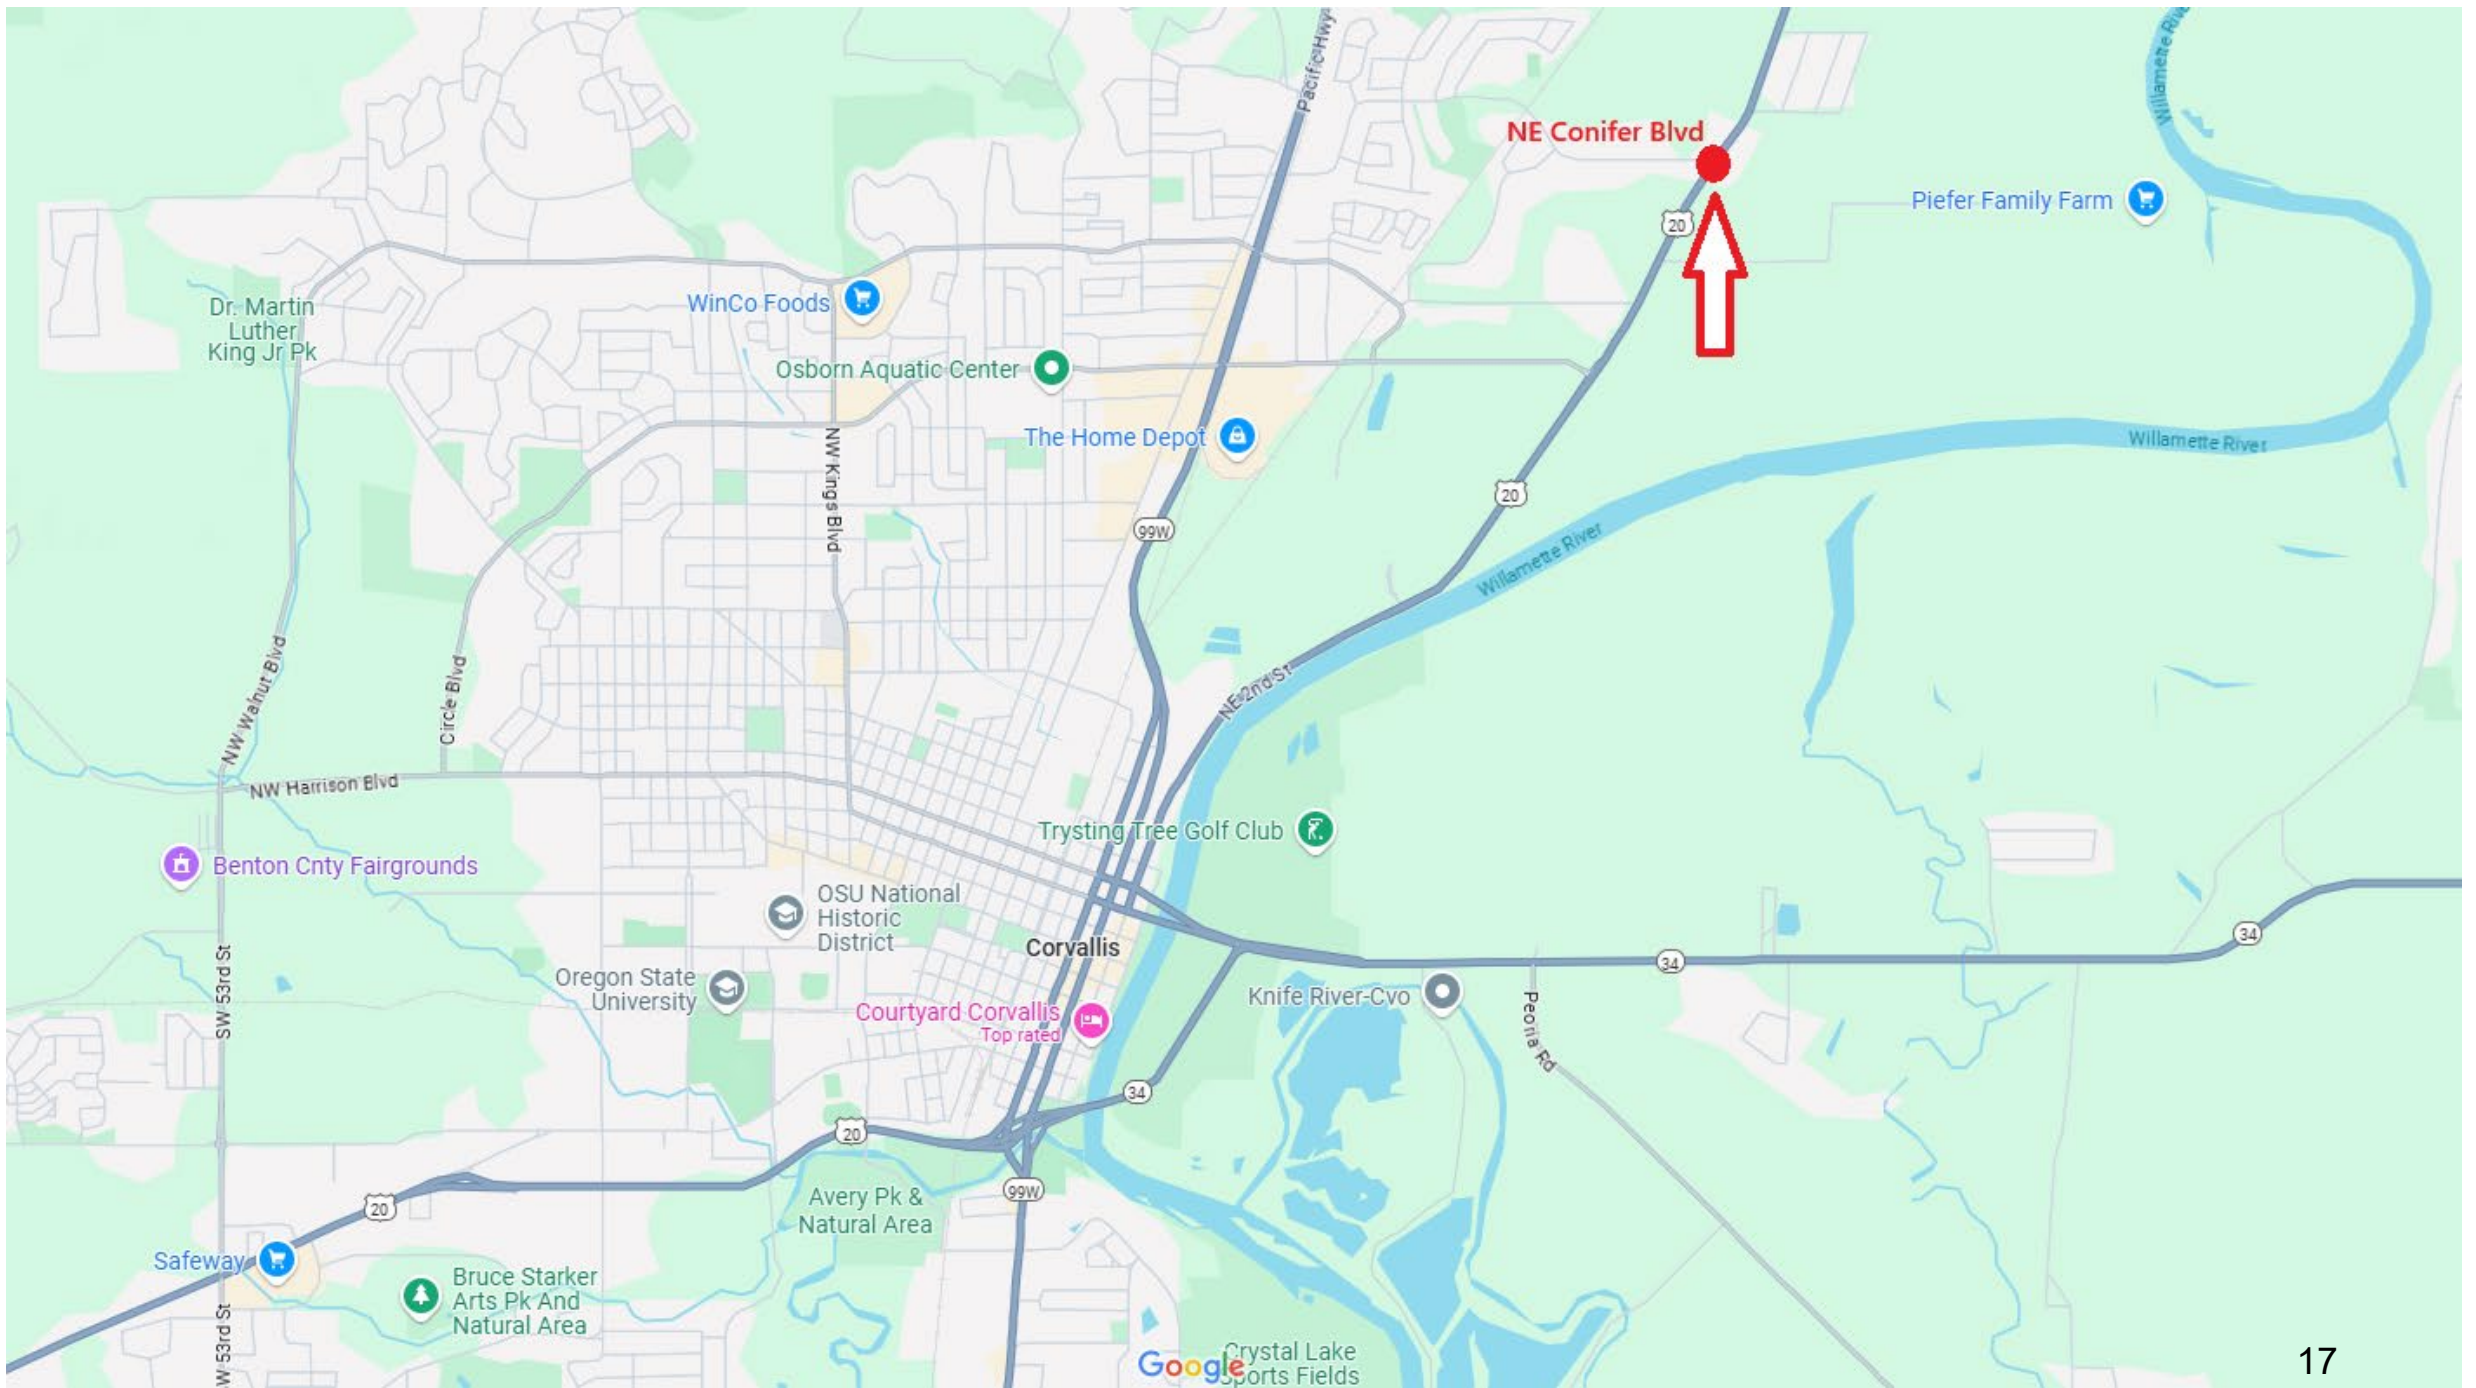 Pacific Hwy
Willamette River
NE Conifer Blvd
20
Piefer Family Farm
WinCo Foods
Dr. Martin
Luther
King Jr Pk
Osborn Aquatic Center
The Home Depot
NW Kings Blvd
Willamette River
20
99W
Willamette River
NW Walnut Blvd
Circle Blvd
NE 2nd St
NW Harrison Blvd
Trysting Tree Golf Club
Benton Cnty Fairgrounds
OSU National
Historic
District
Corvallis
34
34
SW 53rd St
Oregon State
University
Knife River-Cvo
Courtyard Corvallis
Top rated
Peoria Rd
34
20
99W
20
Avery Pk &
Natural Area
Safeway
Bruce Starker
Arts Pk And
Natural Area
W 53rd St
Google
Crystal Lake
Sports Fields
17